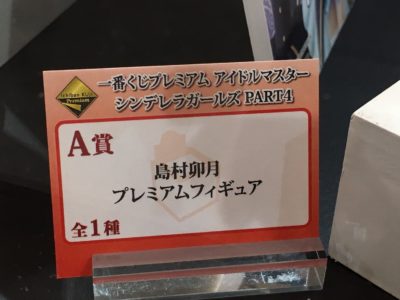 Ichiban KUJI
Premium
一番くじプレミアム アイドルマスター
シンデレラガールズ PART4
A賞
島村卯月
プレミアムフィギュア
全1種